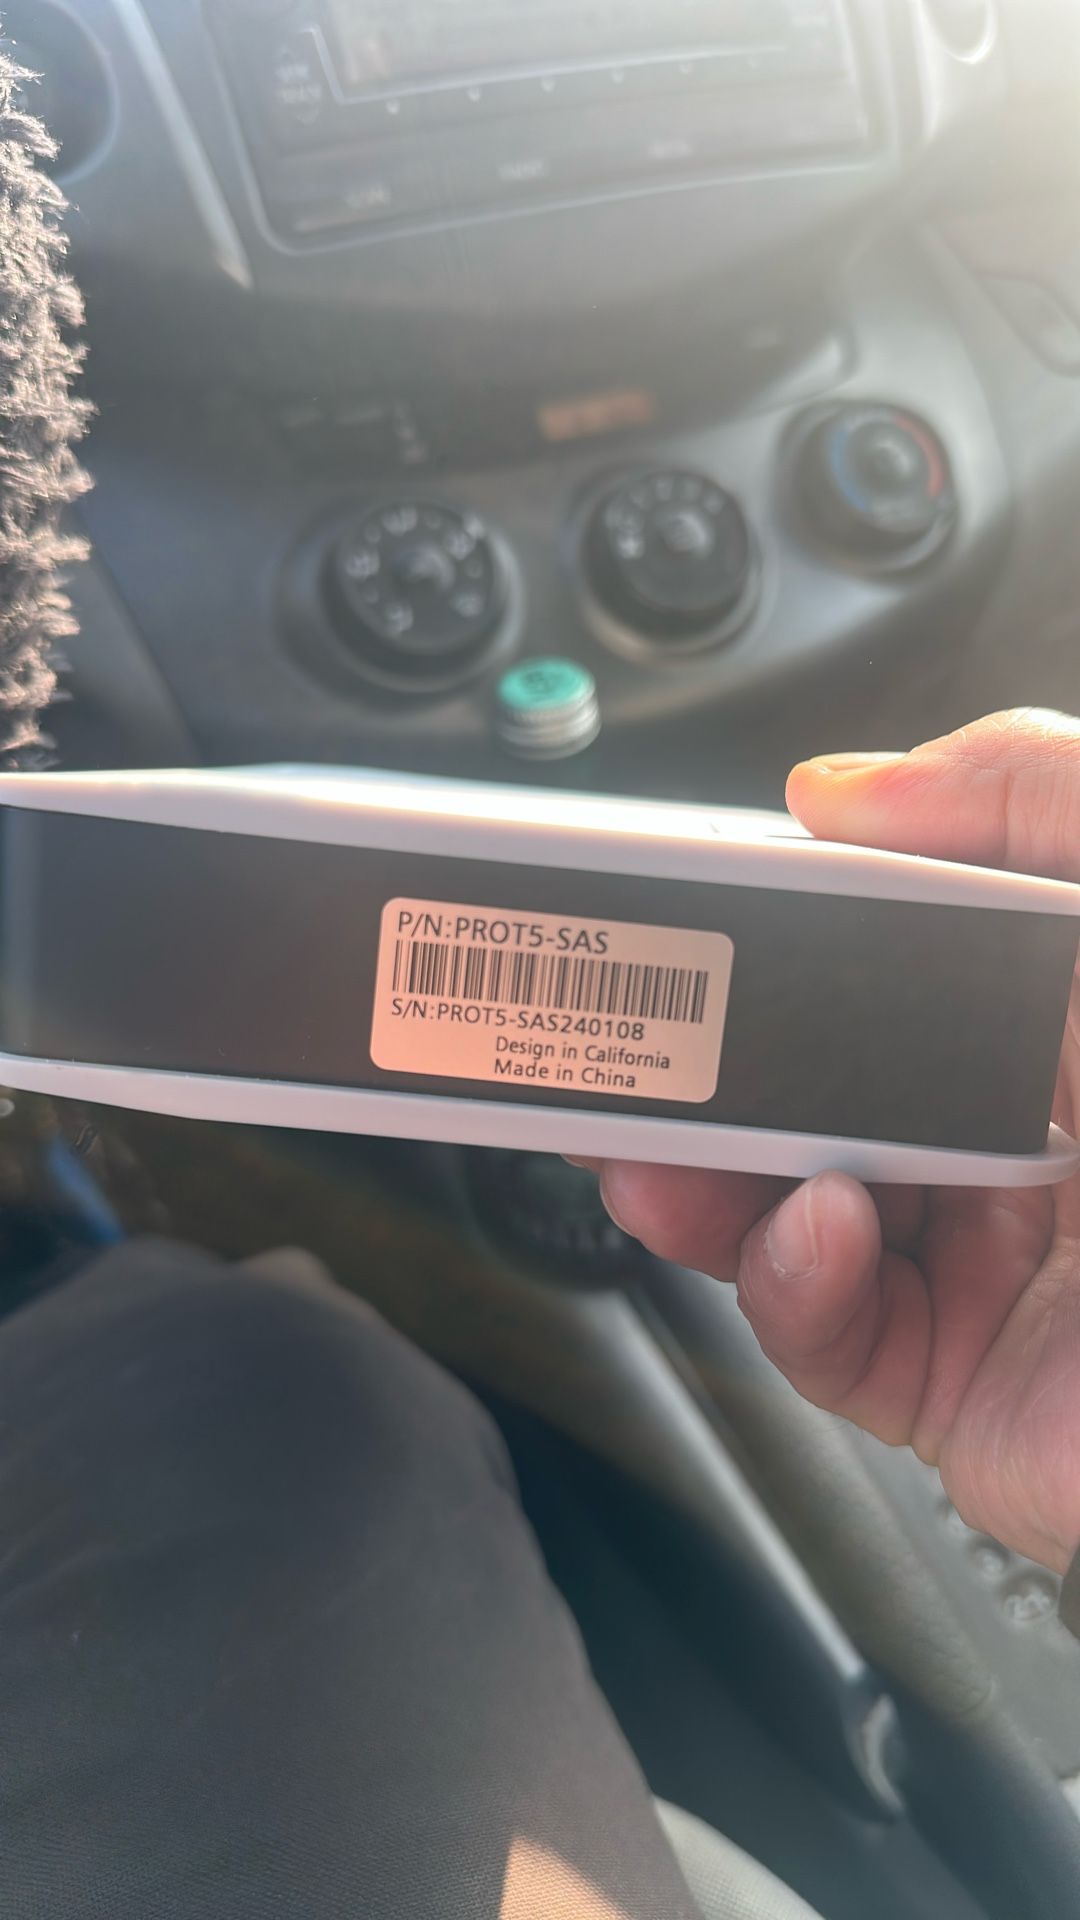 P/N:PROT5-SAS
S/N:PROT5-SAS240108
Design in California
Made in China